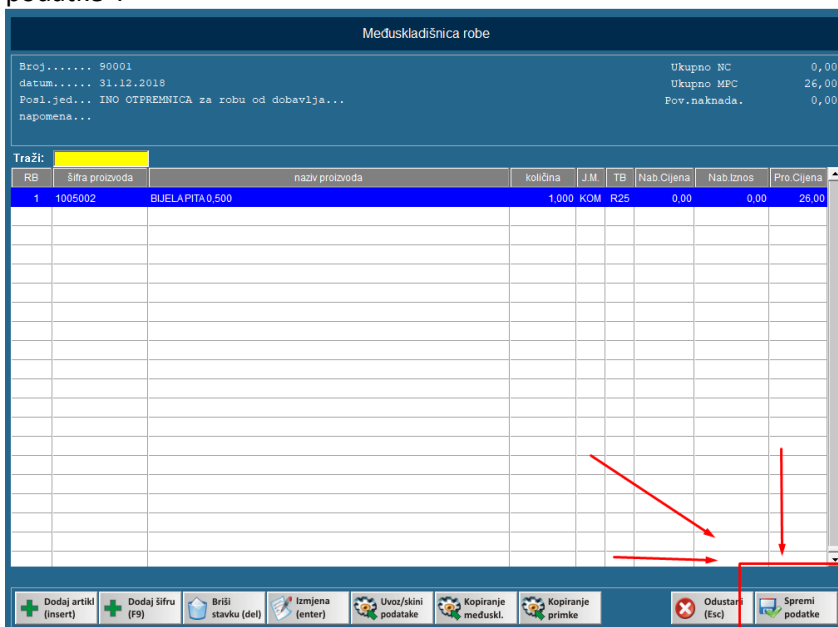 Međuskladišnica robe
Broj....... 90001
Ukupno NC 0,00
datum...... 31.12.2018
Ukupno MPC 26,00
Posl.jed... INO OTPREMNICA za robu od dobavlja...
Pov.naknada. 0,00
napomena...
Traži:
RB šifra proizvoda naziv proizvoda količina J.M. TB Nab.Cijena Nab.Iznos Pro.Cijena
1 1005002 BIJELA PITA 0,500 1,000 KOM R25 0,00 0,00 26,00
Dodaj artikl (insert)
Dodaj šifru (F9)
Briši stavku (del)
Izmjena (enter)
Uvoz/skini podatake
Kopiranje međuskl.
Kopiranje primke
Odustani (Esc)
Spremi podatke